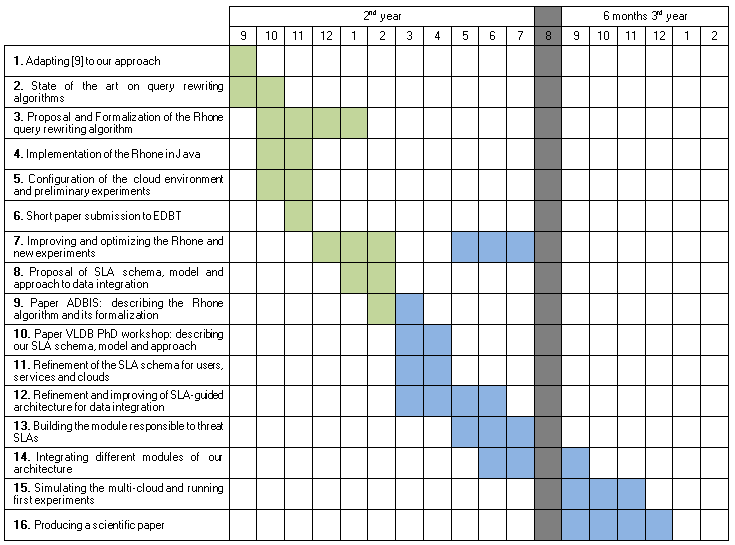 2nd year 6 months 3rd year
9 10 11 12 1 2 3 4 5 6 7 8 9 10 11 12 1 2
1. Adapting [9] to our approach
2. State of the art on query rewriting
algorithms
3. Proposal and Formalization of the Rhone
query rewriting algorithm
4. Implementation of the Rhone in Java
5. Configuration of the cloud environment
and preliminary experiments
6. Short paper submission to EDBT
7. Improving and optimizing the Rhone and
new experiments
8. Proposal of SLA schema, model and
approach to data integration
9. Paper ADBIS: describing the Rhone
algorithm and its formalization
10. Paper VLDB PhD workshop: describing
our SLA schema, model and approach
11. Refinement of the SLA schema for users,
services and clouds
12. Refinement and improving of SLA-guided
architecture for data integration
13. Building the module responsible to threat
SLAs
14. Integrating different modules of our
architecture
15. Simulating the multi-cloud and running
first experiments
16. Producing a scientific paper